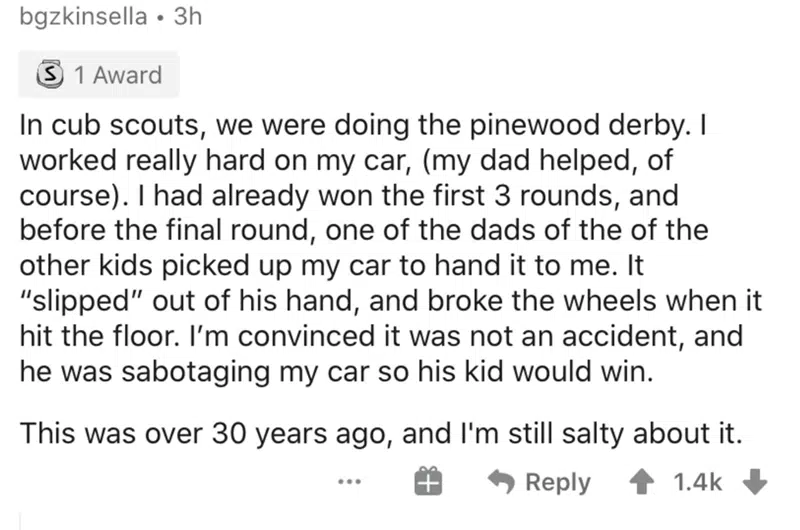 bgzkinsella • 3h
S 1 Award
In cub scouts, we were doing the pinewood derby. I
worked really hard on my car, (my dad helped, of
course). I had already won the first 3 rounds, and
before the final round, one of the dads of the of the
other kids picked up my car to hand it to me. It
“slipped” out of his hand, and broke the wheels when it
hit the floor. I’m convinced it was not an accident, and
he was sabotaging my car so his kid would win.
This was over 30 years ago, and I'm still salty about it.
... Reply 1.4k